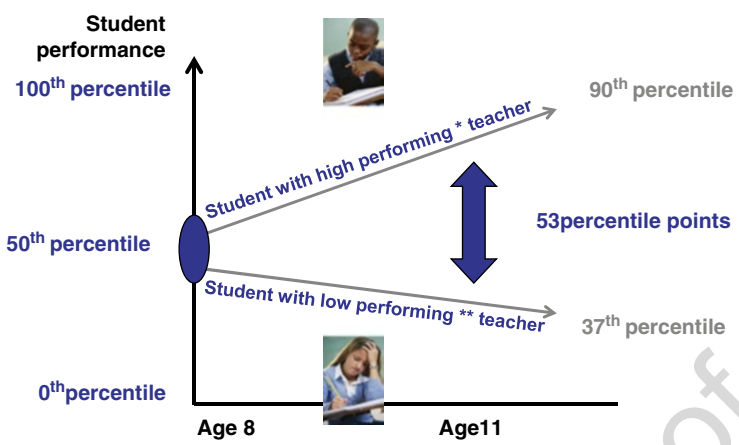 Student
performance
100th percentile
90th percentile
Student with high performing * teacher
53percentile points
50th percentile
Student with low performing ** teacher
37th percentile
0thpercentile
Age 8
Age11
of